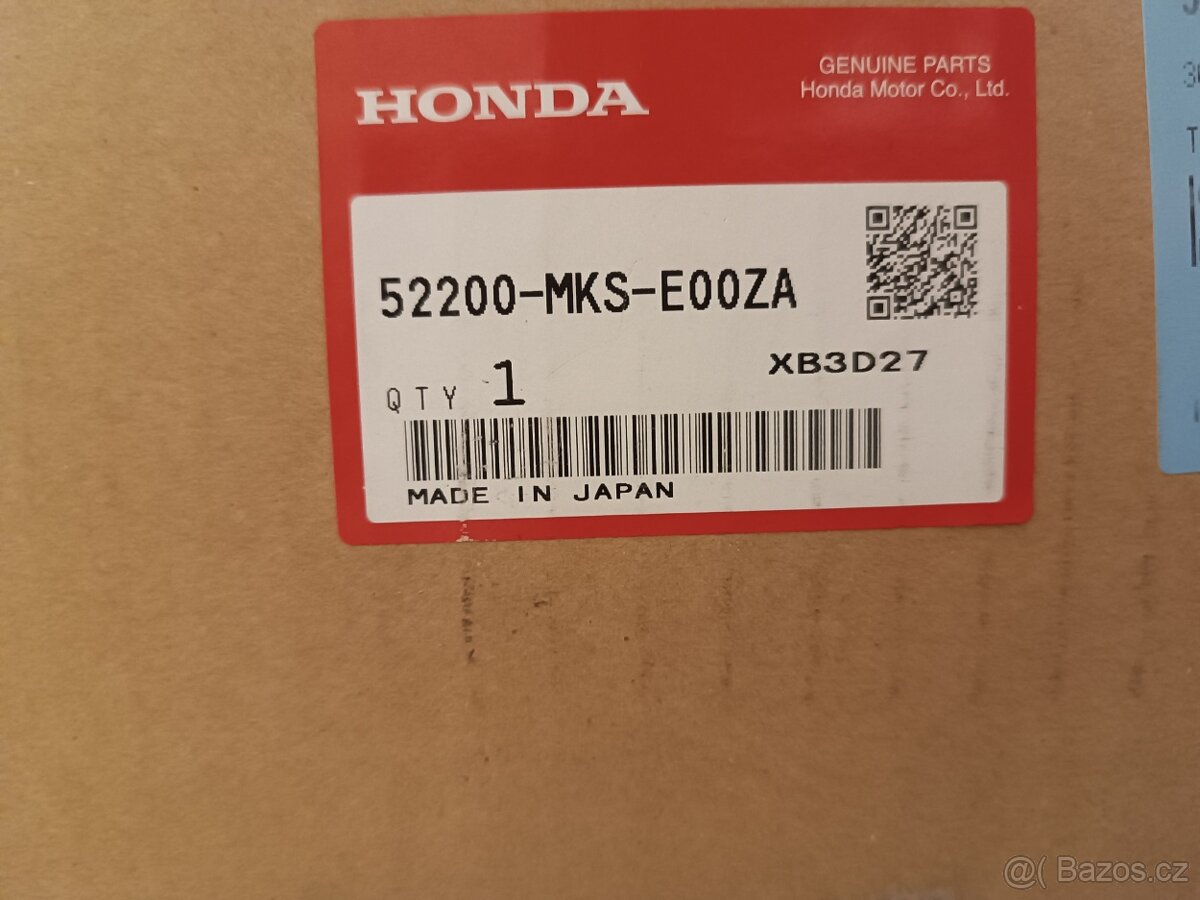 HONDA
GENUINE PARTS
Honda Motor Co., Ltd.
52200-MKS-E00ZA
XB3D27
QTY 1
MADE IN JAPAN
@( Bazos.cz